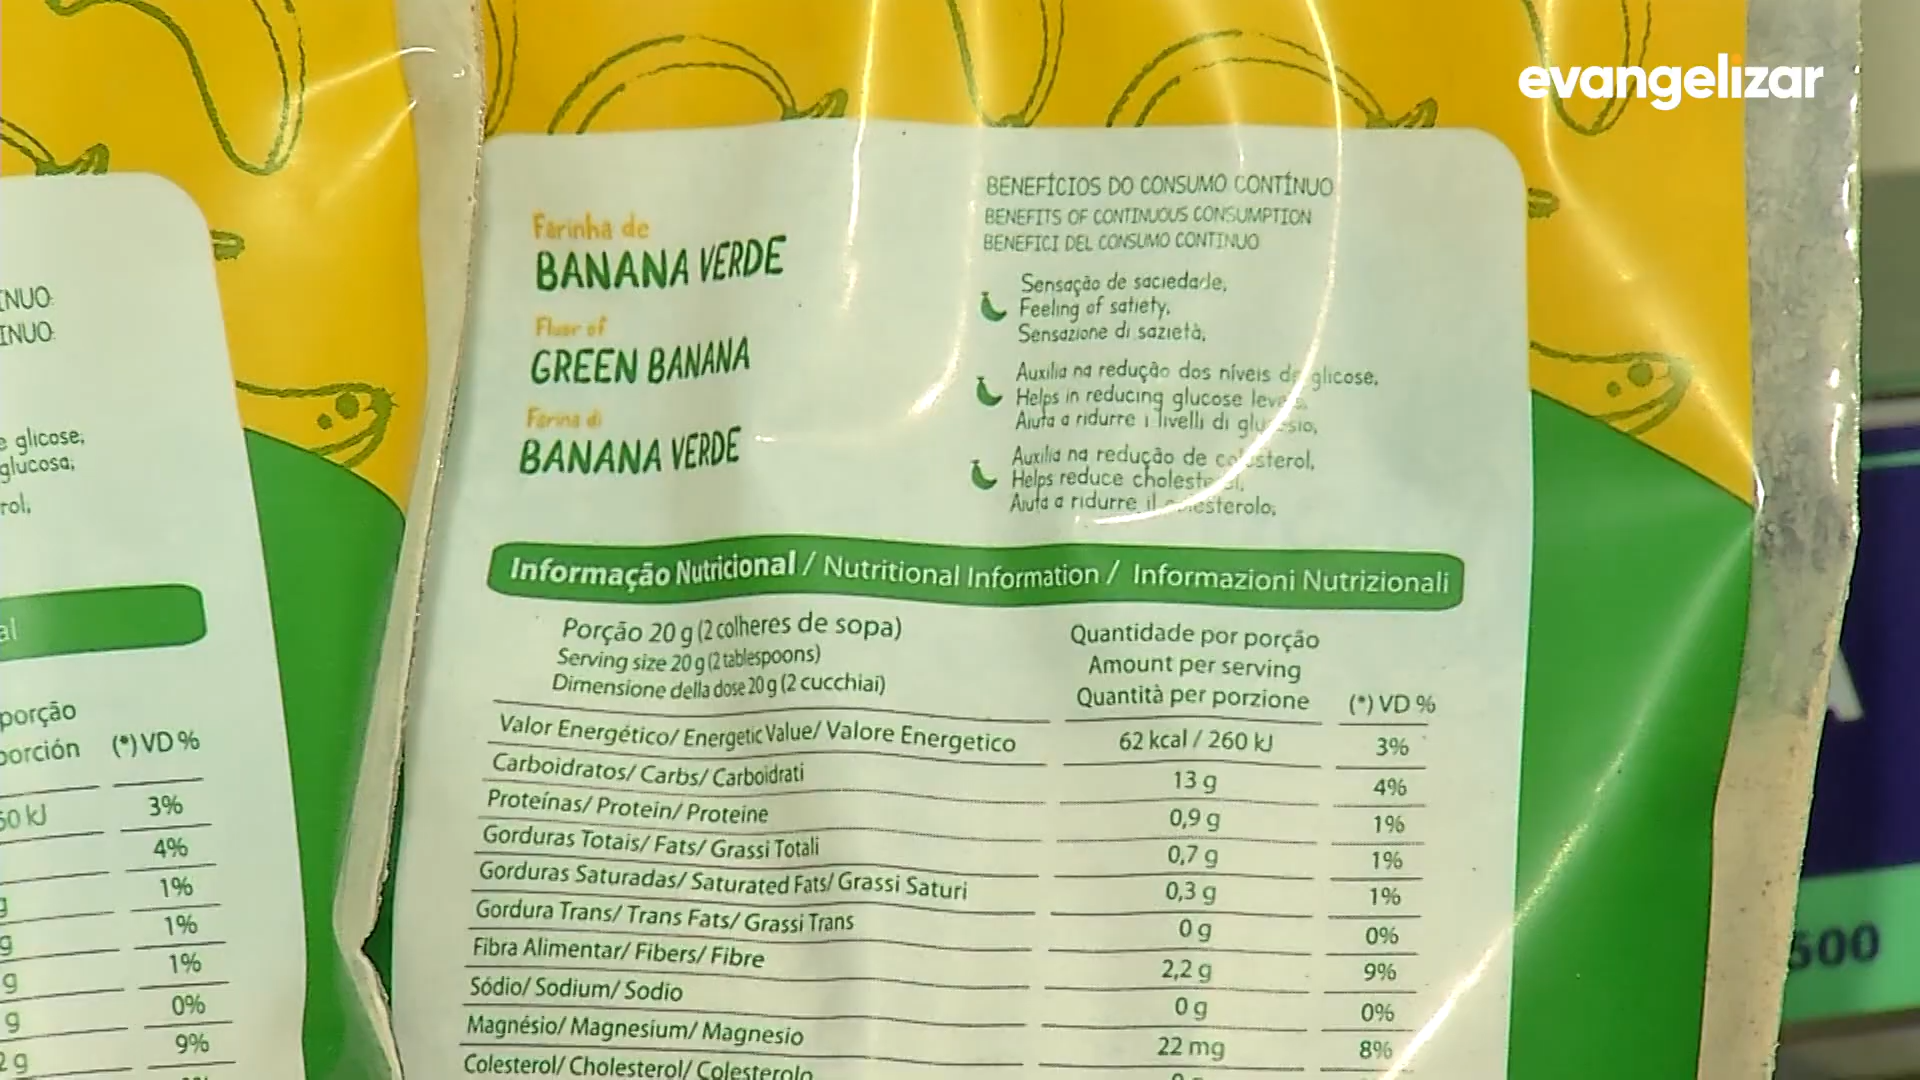 evangelizar
Farinha de
BANANA VERDE
Fluor of
GREEN BANANA
Farina di
BANANA VERDE
BENEFÍCIOS DO CONSUMO CONTÍNUO
BENEFITS OF CONTINUOUS CONSUMPTION
BENEFICI DEL CONSUMO CONTINUO
Sensação de saciedade,
Feeling of satiety,
Sensazione di sazietà,
Auxilia na redução dos níveis de glicose,
Helps in reducing glucose levels,
Aiuta a ridurre i livelli di glucosio,
Auxilia na redução de colesterol,
Helps reduce cholesterol,
Aiuta a ridurre il colesterolo,
Informação Nutricional / Nutritional Information / Informazioni Nutrizionali
Porção 20 g (2 colheres de sopa)
Serving size 20 g (2 tablespoons)
Dimensione della dose 20 g (2 cucchiai)
Quantidade por porção
Amount per serving
Quantità per porzione (*) VD %
Valor Energético/ Energetic Value/ Valore Energetico 62 kcal / 260 kJ 3%
Carboidratos/ Carbs/ Carboidrati 13 g 4%
Proteínas/ Protein/ Proteine 0,9 g 1%
Gorduras Totais/ Fats/ Grassi Totali 0,7 g 1%
Gorduras Saturadas/ Saturated Fats/ Grassi Saturi 0,3 g 1%
Gordura Trans/ Trans Fats/ Grassi Trans 0 g 0%
Fibra Alimentar/ Fibers/ Fibre 2,2 g 9%
Sódio/ Sodium/ Sodio 0 g 0%
Magnésio/ Magnesium/ Magnesio 22 mg 8%
Colesterol/ Cholesterol/ Colesterolo
INUO:
INUO:
glicose;
glucosa;
rol,
al
porção
porción (*) VD %
60 kJ 3%
4%
g 1%
g 1%
g 1%
g 0%
2 g 9%
500